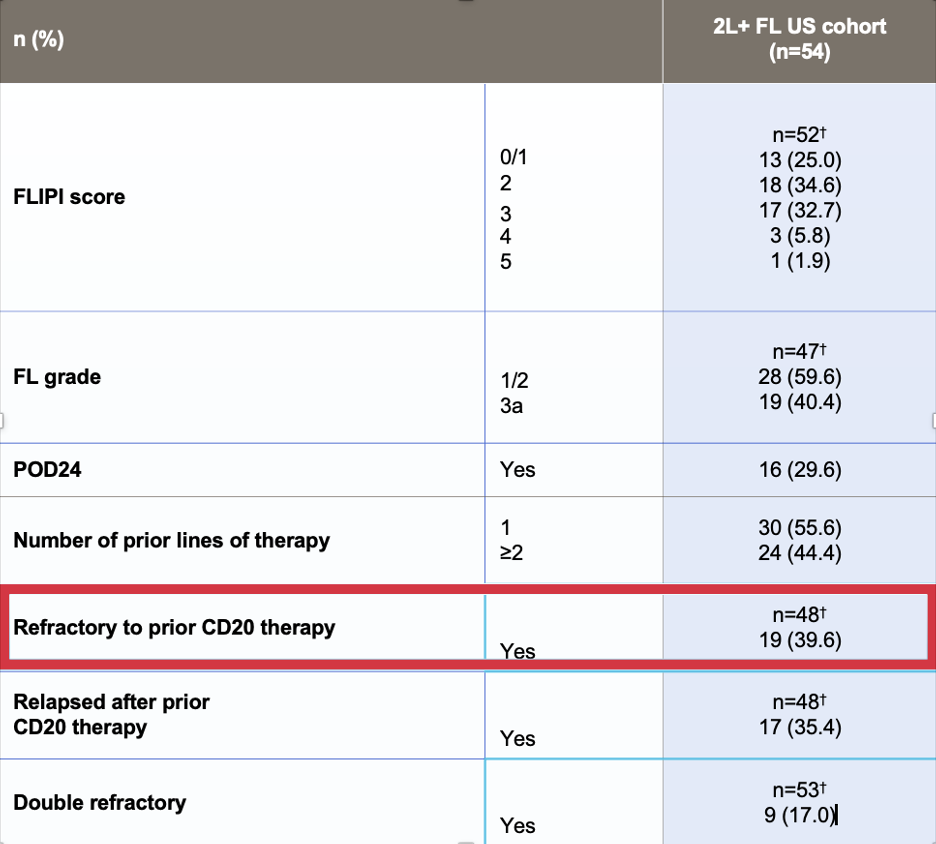 n (%)
2L+ FL US cohort
(n=54)
FLIPI score
0/1
2
3
4
5
n=52†
13 (25.0)
18 (34.6)
17 (32.7)
3 (5.8)
1 (1.9)
FL grade
1/2
3a
n=47†
28 (59.6)
19 (40.4)
POD24
Yes
16 (29.6)
Number of prior lines of therapy
1
≥2
30 (55.6)
24 (44.4)
Refractory to prior CD20 therapy
Yes
n=48†
19 (39.6)
Relapsed after prior
CD20 therapy
Yes
n=48†
17 (35.4)
Double refractory
Yes
n=53†
9 (17.0)